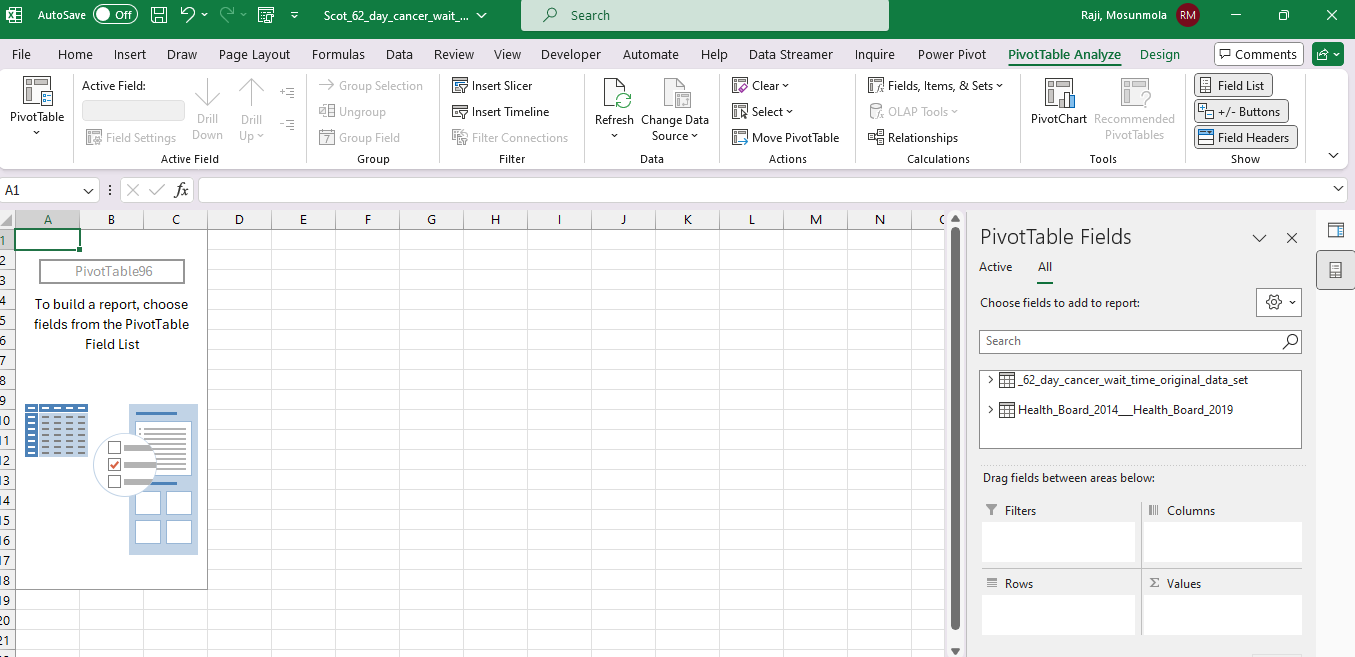 AutoSave Off Scot_62_day_cancer_wait_... Search Raji, Mosunmola RM
File Home Insert Draw Page Layout Formulas Data Review View Developer Automate Help Data Streamer Inquire Power Pivot PivotTable Analyze Design Comments
PivotTable
Active Field:
Field Settings
Drill Down
Drill Up
Active Field
Group Selection
Ungroup
Group Field
Group
Insert Slicer
Insert Timeline
Filter Connections
Filter
Refresh
Change Data Source
Data
Clear
Select
Move PivotTable
Actions
Fields, Items, & Sets
OLAP Tools
Relationships
Calculations
PivotChart
Recommended PivotTables
Tools
Field List
+/- Buttons
Field Headers
Show
A1 fx
A B C D E F G H I J K L M N
1
2
3
4
5
6
7
8
9
10
11
12
13
14
15
16
17
18
19
20
21
PivotTable96
To build a report, choose
fields from the PivotTable
Field List
PivotTable Fields
Active All
Choose fields to add to report:
Search
_62_day_cancer_wait_time_original_data_set
Health_Board_2014___Health_Board_2019
Drag fields between areas below:
Filters Columns
Rows Σ Values